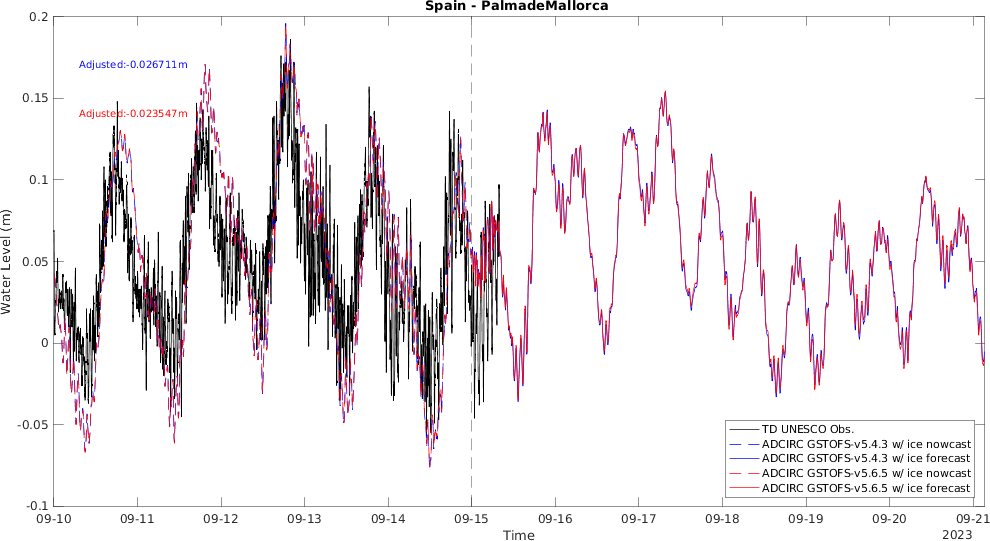 Spain - PalmadeMallorca
0.2
Adjusted:-0.026711m
0.15
Adjusted:-0.023547m
0.1
Water Level (m)
0.05
0
-0.05
-0.1
TD UNESCO Obs.
ADCIRC GSTOFS-v5.4.3 w/ ice nowcast
ADCIRC GSTOFS-v5.4.3 w/ ice forecast
ADCIRC GSTOFS-v5.6.5 w/ ice nowcast
ADCIRC GSTOFS-v5.6.5 w/ ice forecast
09-10 09-11 09-12 09-13 09-14 09-15 09-16 09-17 09-18 09-19 09-20 09-21
Time
2023